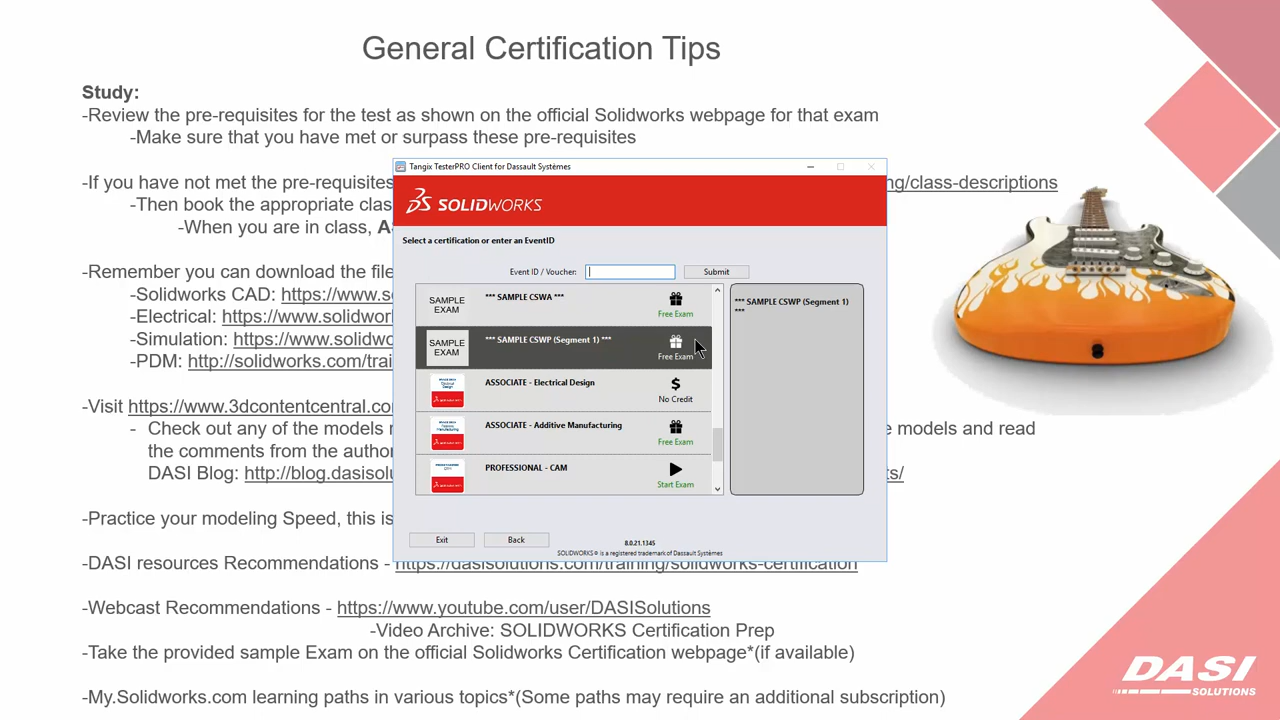 General Certification Tips
Study:
-Review the pre-requisites for the test as shown on the official Solidworks webpage for that exam
-Make sure that you have met or surpass these pre-requisites
-If you have not met the pre-requisites
ng/class-descriptions
-Then book the appropriate clas
-When you are in class, A
-Remember you can download the file
-Solidworks CAD: https://www.s
-Electrical: https://www.solidwor
-Simulation: https://www.solidw
-PDM: http://solidworks.com/trai
-Visit https://www.3dcontentcentral.co
- Check out any of the models
e models and read
the comments from the autho
DASI Blog: http://blog.dasisol
ts/
-Practice your modeling Speed, this is
-DASI resources Recommendations - https://dasisolutions.com/training/solidworks-certification
-Webcast Recommendations - https://www.youtube.com/user/DASISolutions
-Video Archive: SOLIDWORKS Certification Prep
-Take the provided sample Exam on the official Solidworks Certification webpage*(if available)
-My.Solidworks.com learning paths in various topics*(Some paths may require an additional subscription)
Tangix TesterPRO Client for Dassault Systèmes
SOLIDWORKS
Select a certification or enter an EventID
Event ID / Voucher:
Submit
SAMPLE EXAM
*** SAMPLE CSWA ***
Free Exam
SAMPLE EXAM
*** SAMPLE CSWP (Segment 1) ***
Free Exam
ASSOCIATE - Electrical Design
$
No Credit
ASSOCIATE - Additive Manufacturing
Free Exam
PROFESSIONAL - CAM
Start Exam
*** SAMPLE CSWP (Segment 1)
***
Exit
Back
8.0.21.1345
SOLIDWORKS® is a registered trademark of Dassault Systèmes
DASI
SOLUTIONS